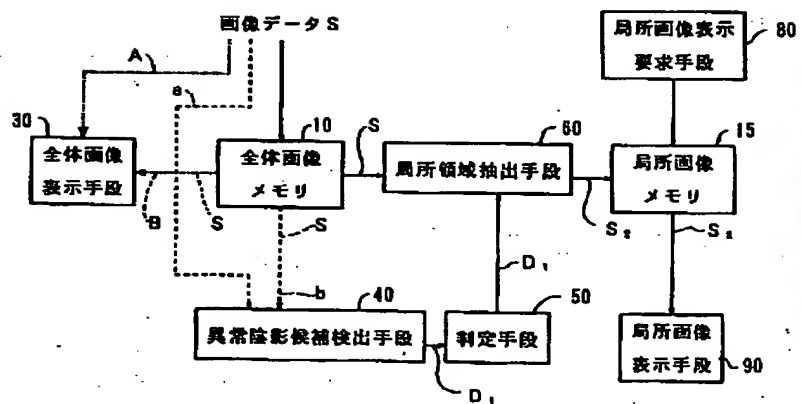 画像データS
局所画像表示
要求手段
80
A
a
30
10
60
15
全体画像
表示手段
全体画像
メモリ
S
局所領域抽出手段
局所画像
メモリ
B
S
S
S₂
S₂
D₁
b
40
50
異常陰影候補検出手段
判定手段
D₁
局所画像
表示手段
90